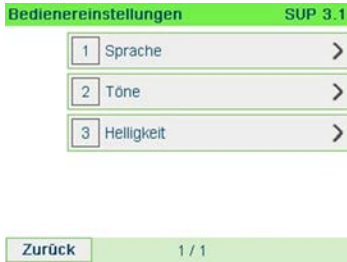 Bedienereinstellungen SUP 3.1
1 Sprache
2 Töne
3 Helligkeit
Zurück 1 / 1